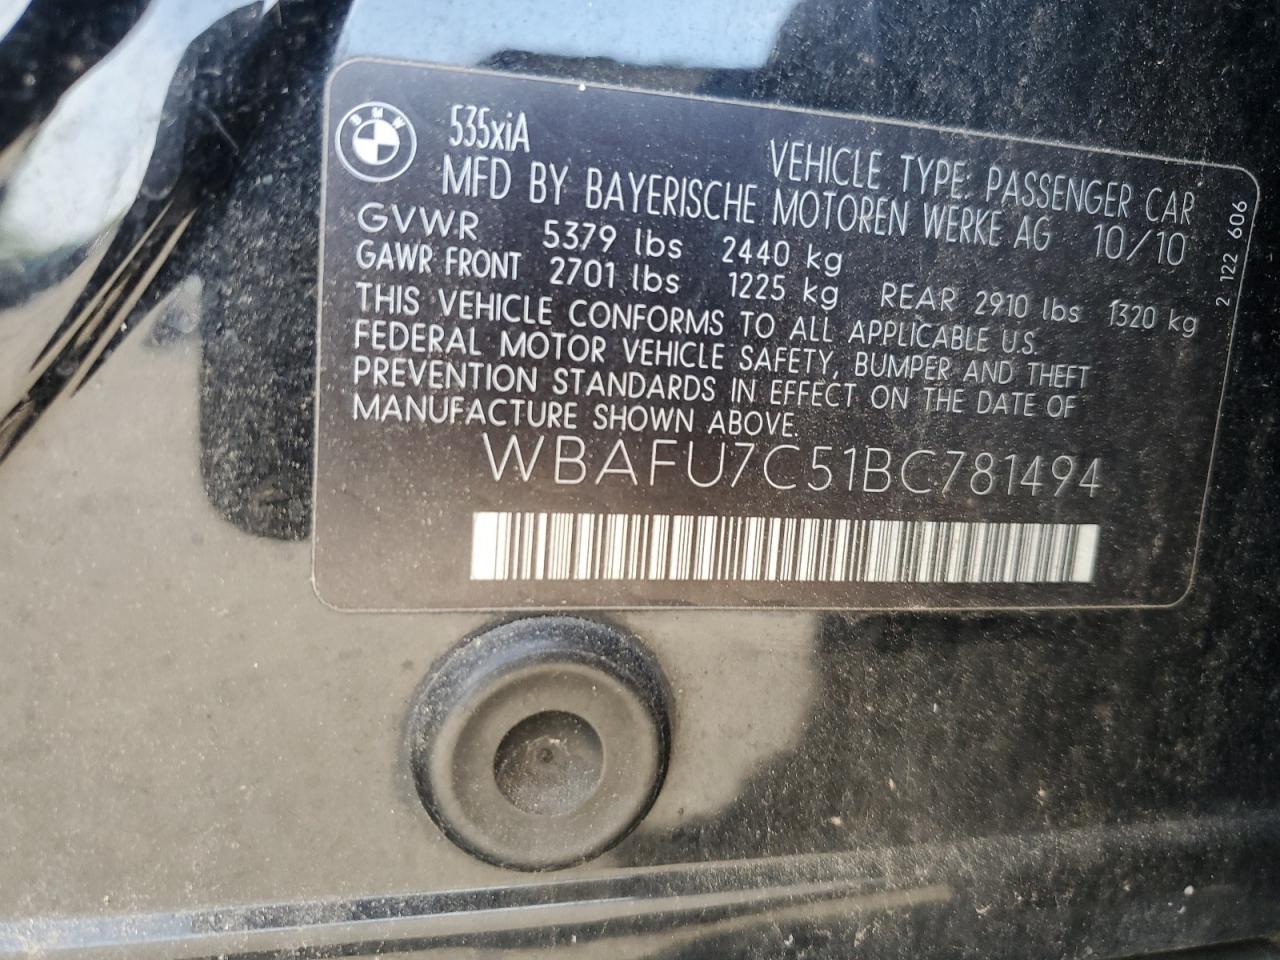 BMW
535xiA
VEHICLE TYPE: PASSENGER CAR
MFD BY BAYERISCHE MOTOREN WERKE AG 10/10
GVWR 5379 lbs 2440 kg
GAWR FRONT 2701 lbs 1225 kg REAR 2910 lbs 1320 kg
THIS VEHICLE CONFORMS TO ALL APPLICABLE U.S.
FEDERAL MOTOR VEHICLE SAFETY, BUMPER AND THEFT
PREVENTION STANDARDS IN EFFECT ON THE DATE OF
MANUFACTURE SHOWN ABOVE.
WBAFU7C51BC781494
2 122 606